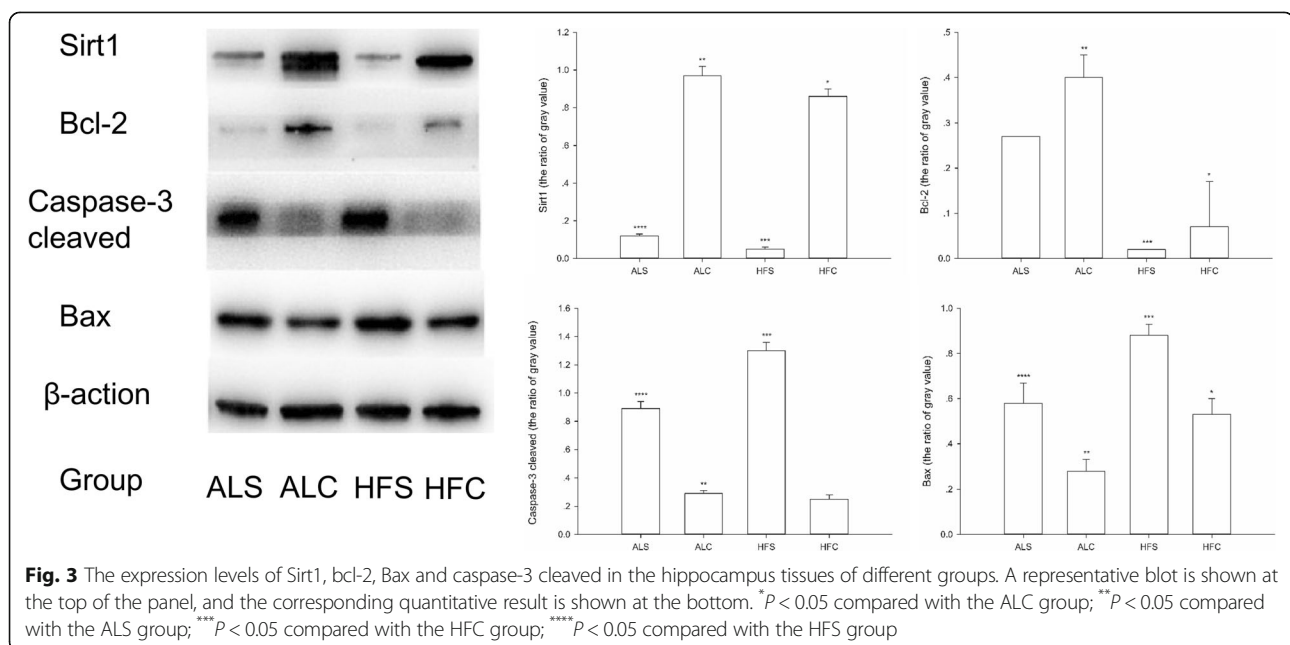 Sirt1
Bcl-2
Caspase-3
cleaved
Bax
β-action
Group ALS ALC HFS HFC
Sirt1 (the ratio of gray value)
1.2
1.0
.8
.6
.4
.2
0.0
****
**
***
*
ALS ALC HFS HFC
Bcl-2 (the ratio of gray value)
.5
.4
.3
.2
.1
0.0
**
***
*
ALS ALC HFS HFC
Caspase-3 cleaved (the ratio of gray value)
1.6
1.4
1.2
1.0
.8
.6
.4
.2
0.0
****
**
***
ALS ALC HFS HFC
Bax (the ratio of gray value)
1.0
.8
.6
.4
.2
0.0
****
**
***
*
ALS ALC HFS HFC
Fig. 3 The expression levels of Sirt1, bcl-2, Bax and caspase-3 cleaved in the hippocampus tissues of different groups. A representative blot is shown at
the top of the panel, and the corresponding quantitative result is shown at the bottom. *P < 0.05 compared with the ALC group; **P < 0.05 compared
with the ALS group; ***P < 0.05 compared with the HFC group; ****P < 0.05 compared with the HFS group